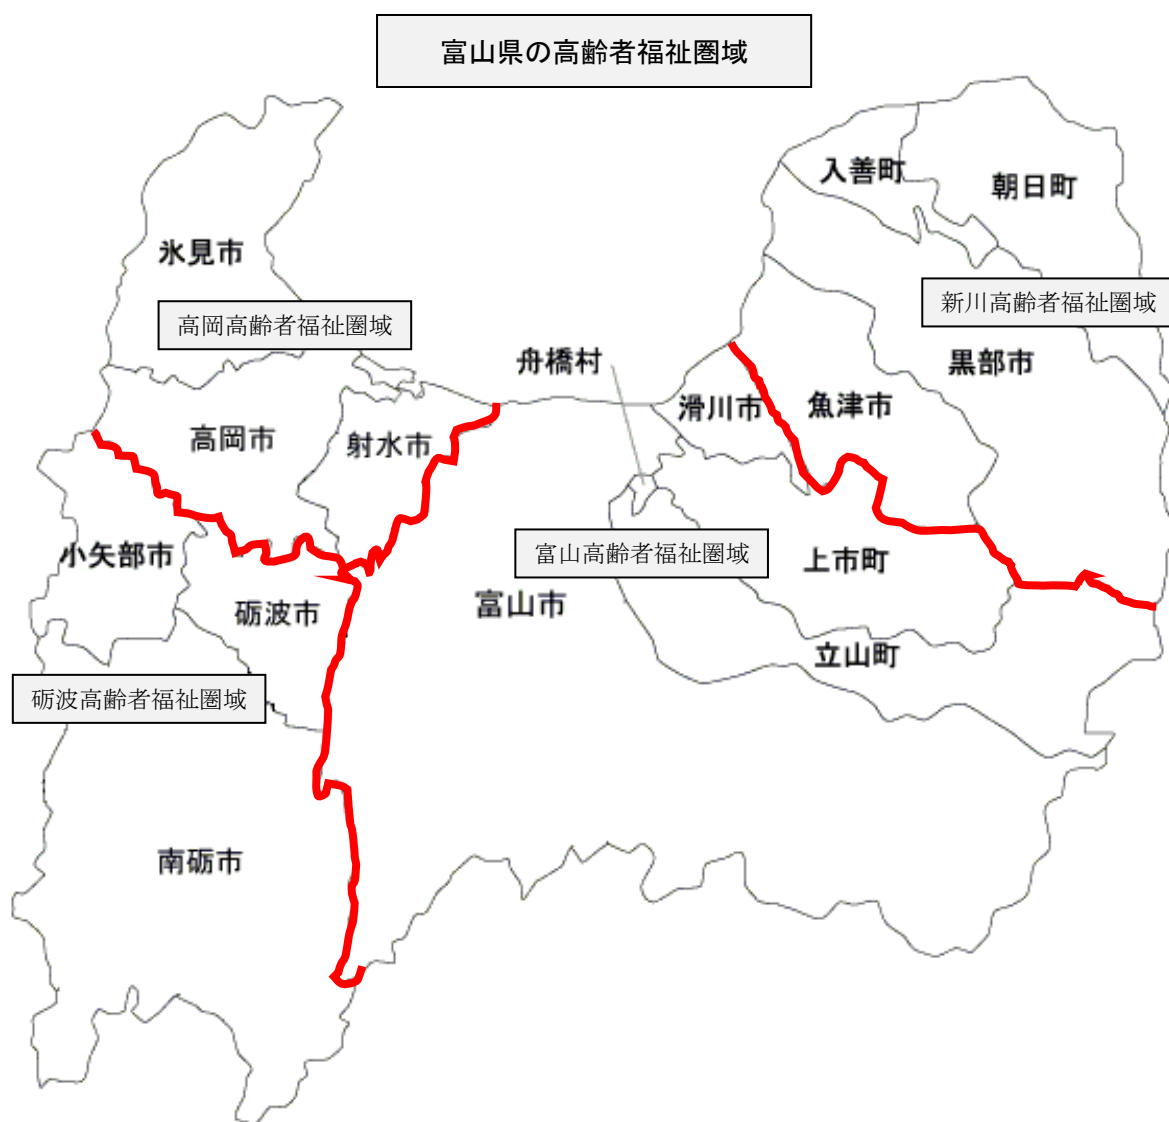 富山県の高齢者福祉圏域
入善町
朝日町
氷見市
新川高齢者福祉圏域
高岡高齢者福祉圏域
舟橋村
黒部市
滑川市
魚津市
高岡市
射水市
小矢部市
富山高齢者福祉圏域
上市町
砺波市
富山市
立山町
砺波高齢者福祉圏域
南砺市